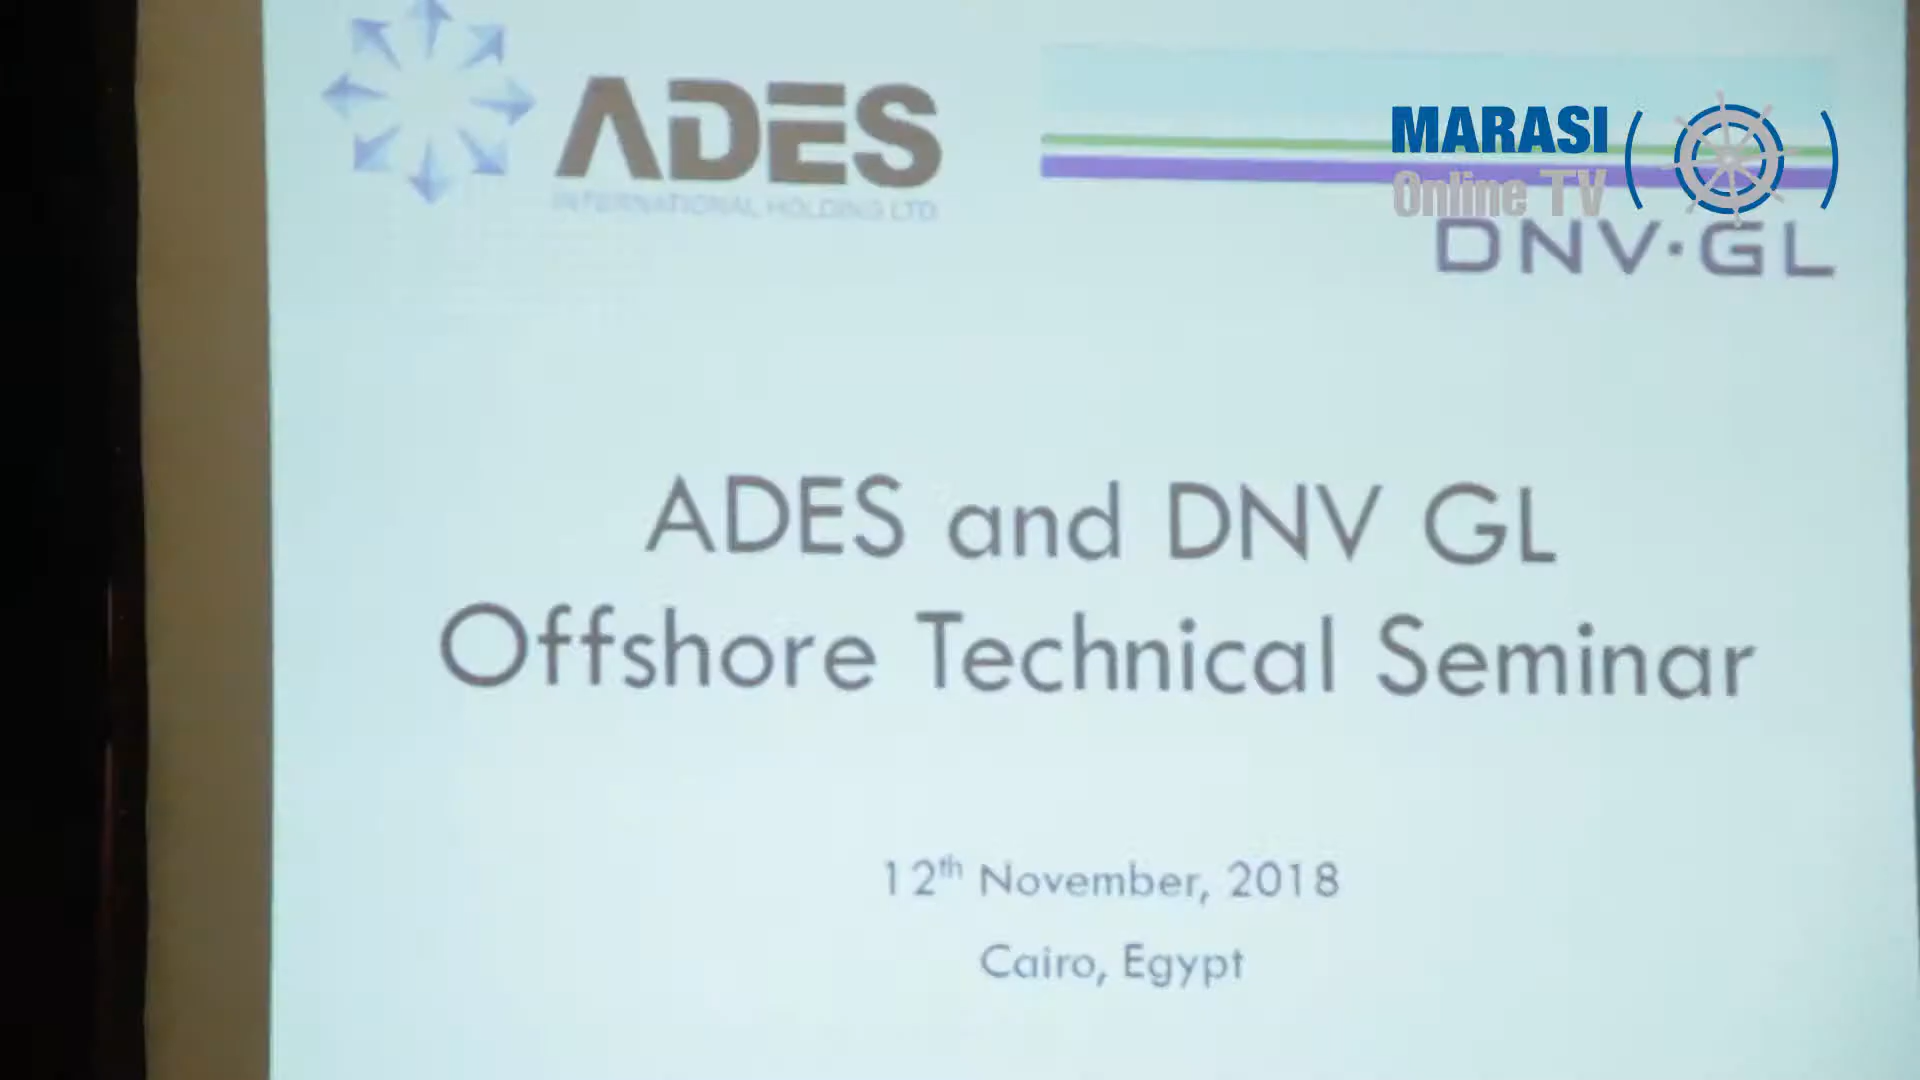 ADES
INTERNATIONAL HOLDING LTD
MARASI
Online TV
DNV·GL
ADES and DNV GL
Offshore Technical Seminar
12th November, 2018
Cairo, Egypt